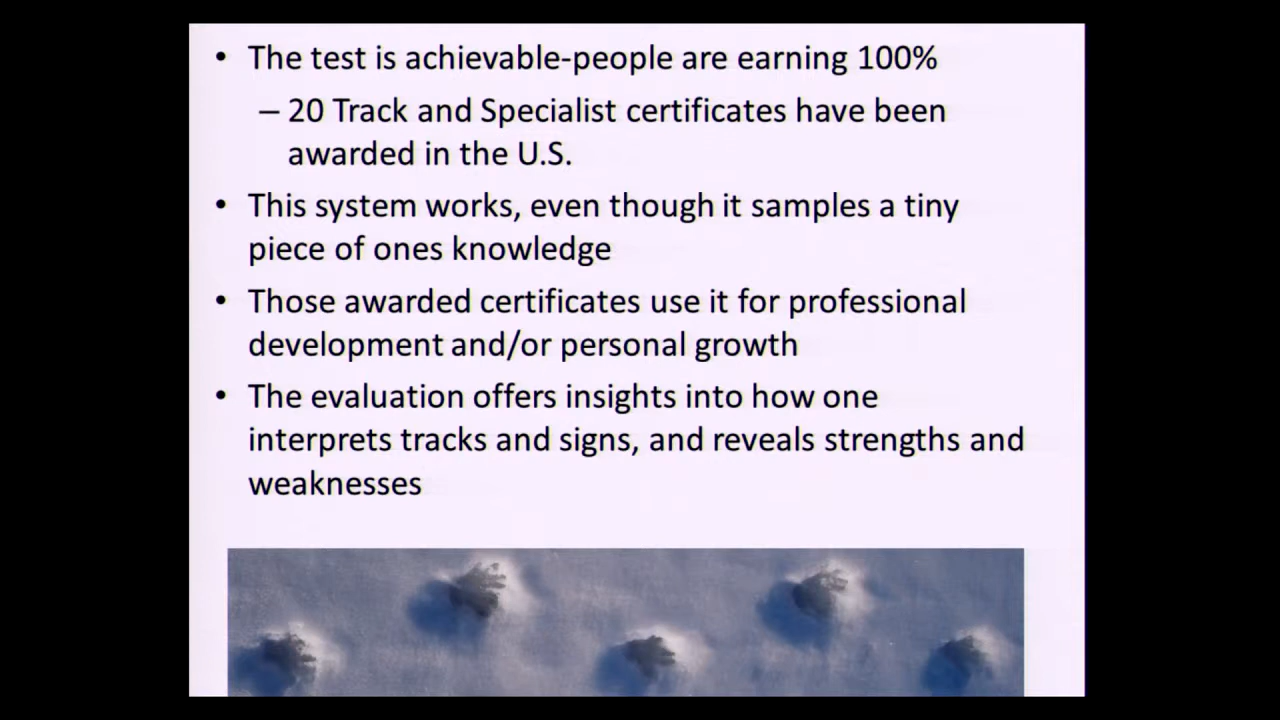 • The test is achievable-people are earning 100%
– 20 Track and Specialist certificates have been
awarded in the U.S.
• This system works, even though it samples a tiny
piece of ones knowledge
• Those awarded certificates use it for professional
development and/or personal growth
• The evaluation offers insights into how one
interprets tracks and signs, and reveals strengths and
weaknesses